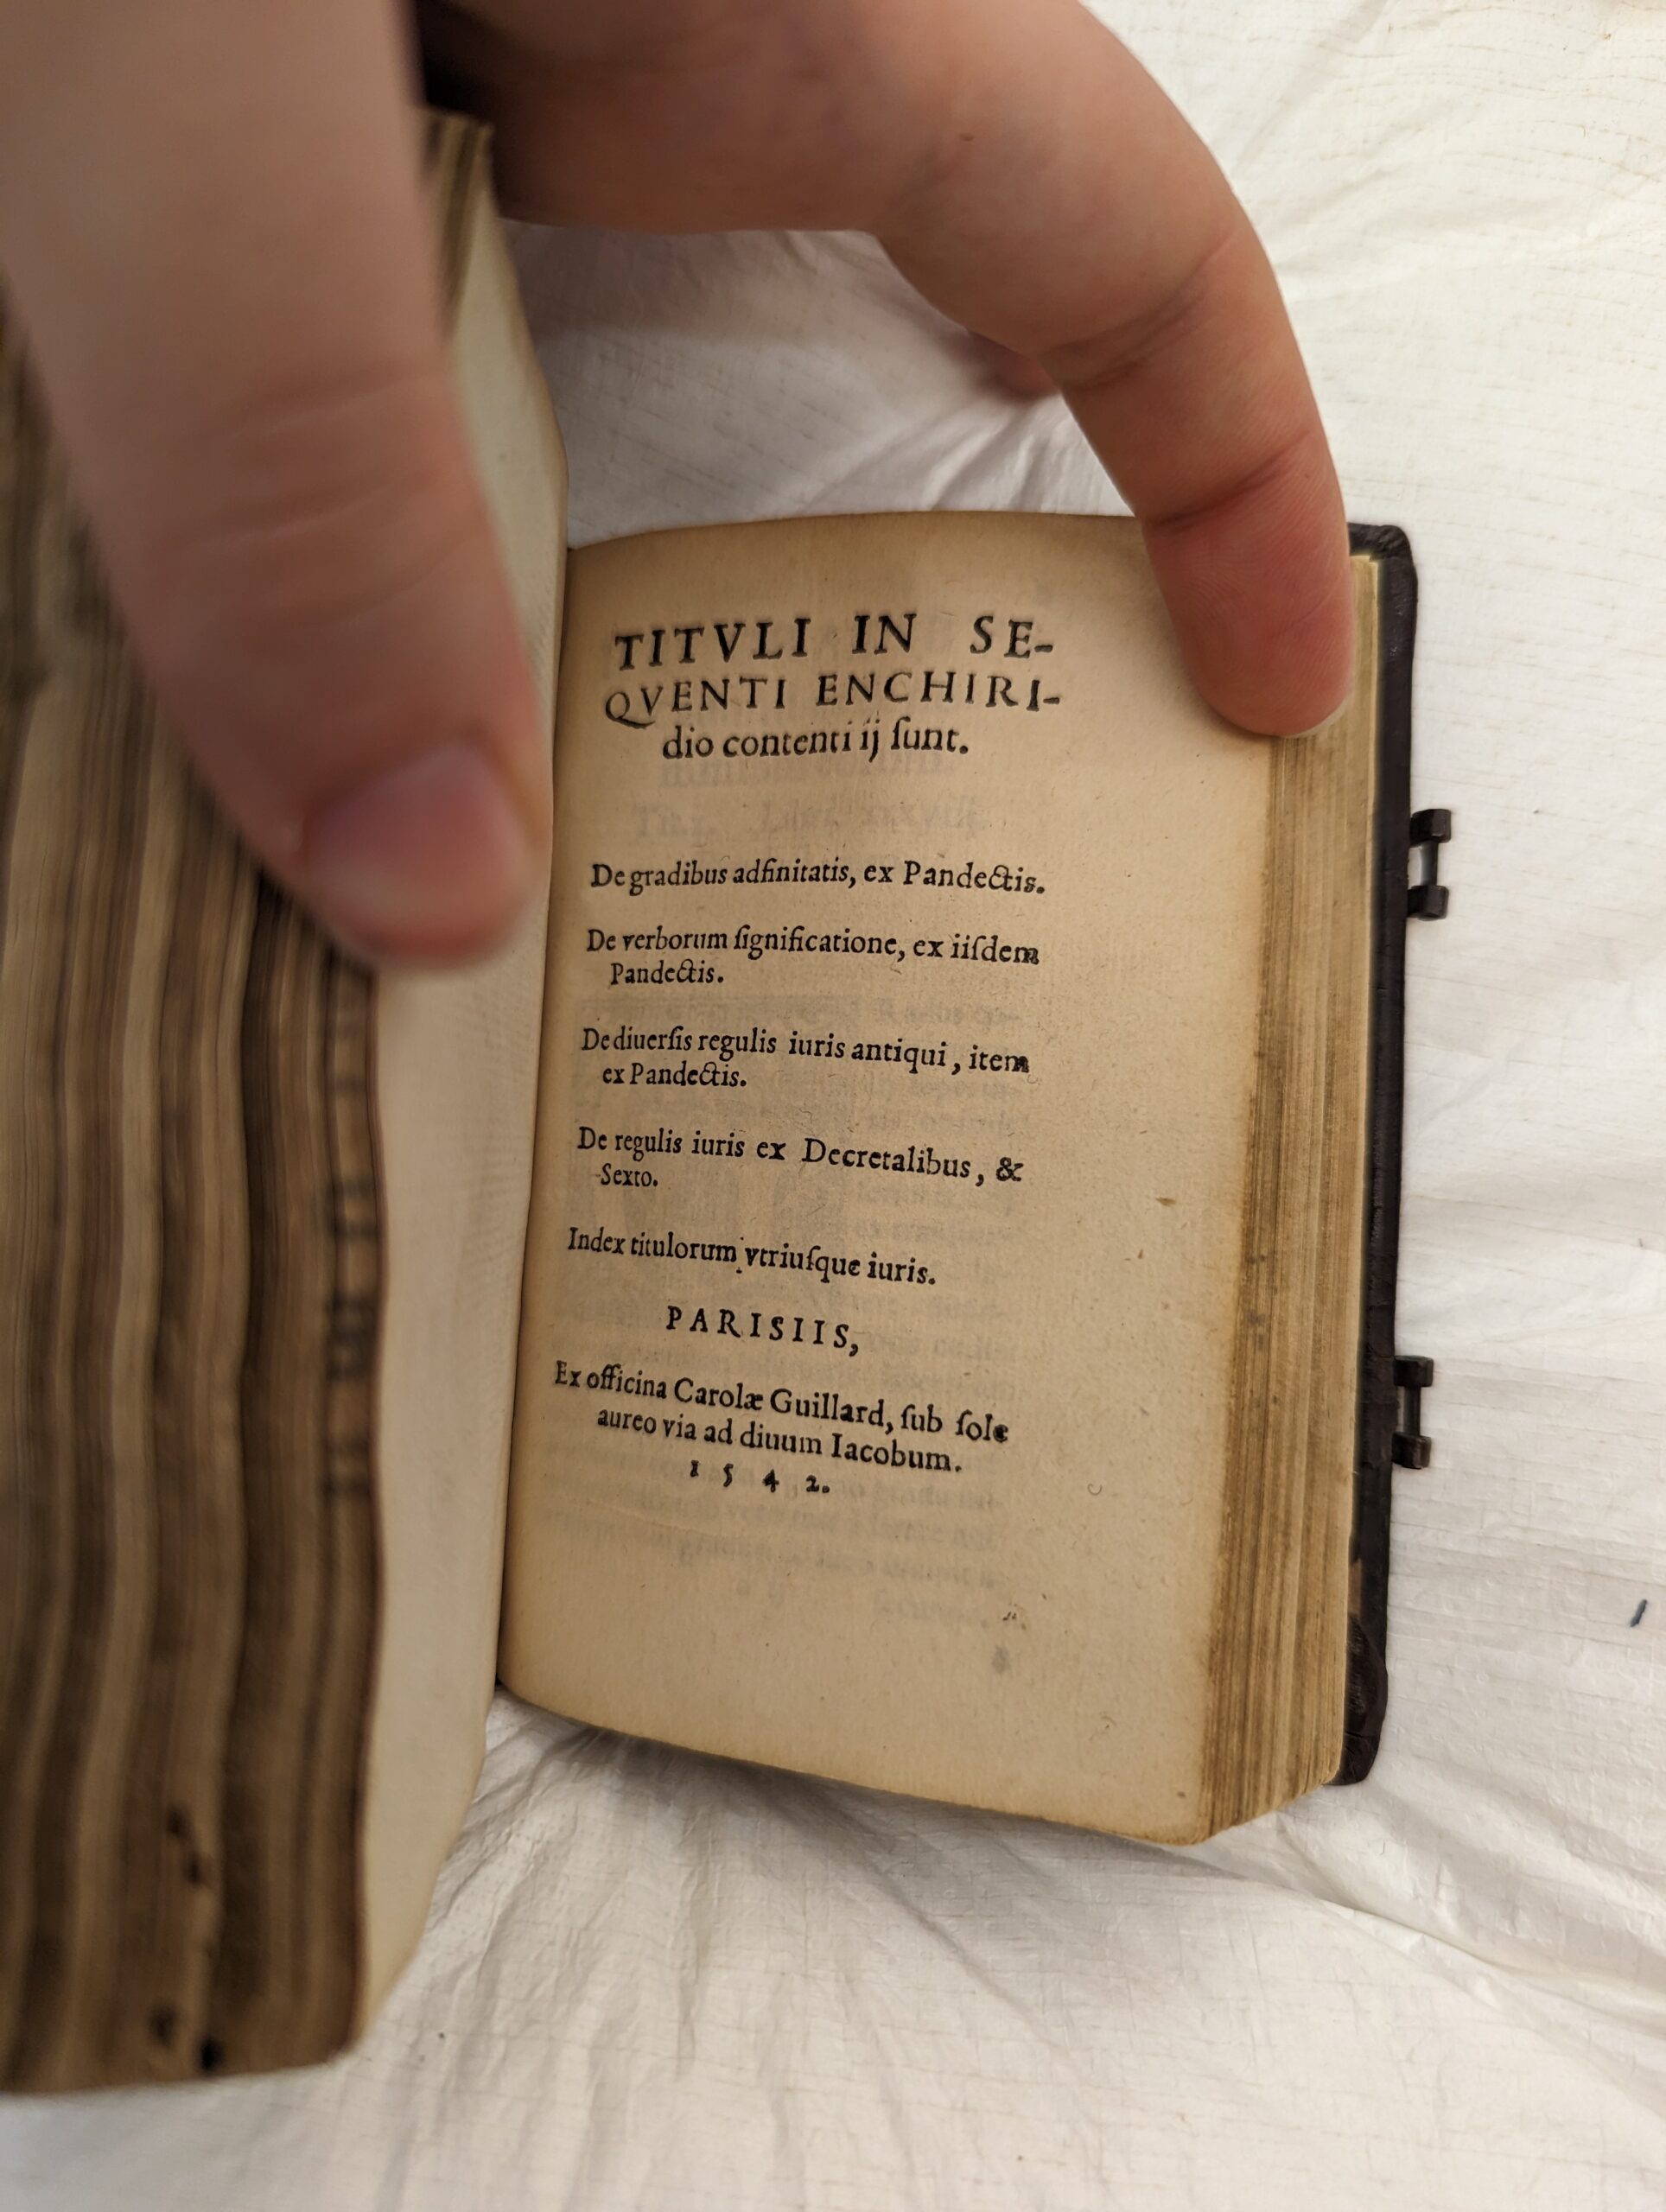 TITVLI IN SE-
QVENTI ENCHIRI-
dio contenti ij ſunt.
De gradibus adfinitatis, ex Pandectis.
De verborum ſignificatione, ex iiſdem
Pandectis.
De diuerſis regulis iuris antiqui, item
ex Pandectis.
De regulis iuris ex Decretalibus, &
Sexto.
Index titulorum vtriuſque iuris.
PARISIIS,
Ex officina Carolæ Guillard, ſub ſole
aureo via ad diuum Iacobum.
1542.